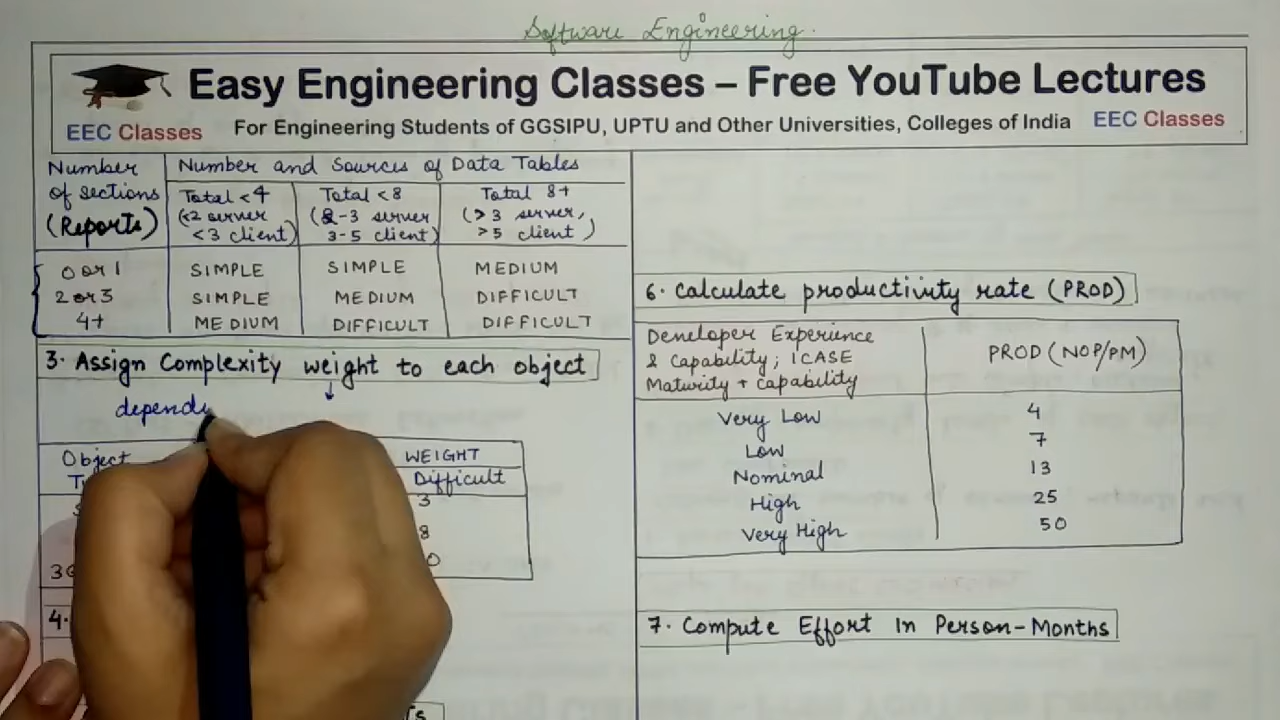 Software Engineering.
Easy Engineering Classes – Free YouTube Lectures
EEC Classes
For Engineering Students of GGSIPU, UPTU and Other Universities, Colleges of India
EEC Classes
Number of sections (Reports)
Number and Sources of Data Tables
Total <4 (<2 server <3 client)
Total <8 (2-3 server 3-5 client)
Total 8+ (>3 server, >5 client)
0 or 1 SIMPLE SIMPLE MEDIUM
2 or 3 SIMPLE MEDIUM DIFFICULT
4+ MEDIUM DIFFICULT DIFFICULT
3. Assign Complexity weight to each object
depende
Object
WEIGHT
Difficult
3
8
4.
6. Calculate productivity rate (PROD)
Developer Experience
& Capability; ICASE
Maturity + capability
PROD (NOP/PM)
Very Low 4
Low 7
Nominal 13
High 25
Very High 50
7. Compute Effort In Person-Months